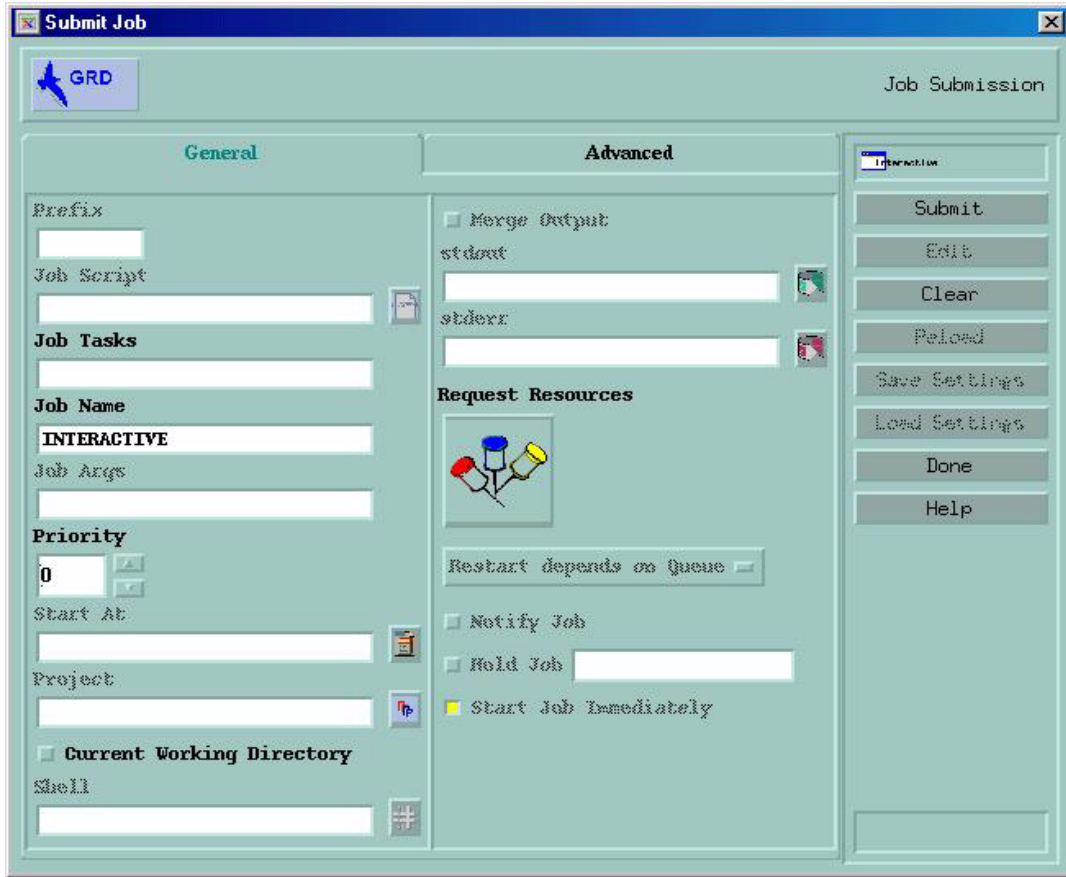 Submit Job
GRD
Job Submission
General
Advanced
Prefix
Job Script
Job Tasks
Job Name
INTERACTIVE
Job Args
Priority
0
Start At
Project
Current Working Directory
Shell
Merge Output
stdout
stderr
Request Resources
Restart depends on Queue
Notify Job
Hold Job
Start Job Immediately
Interactive
Submit
Edit
Clear
Reload
Save Settings
Load Settings
Done
Help